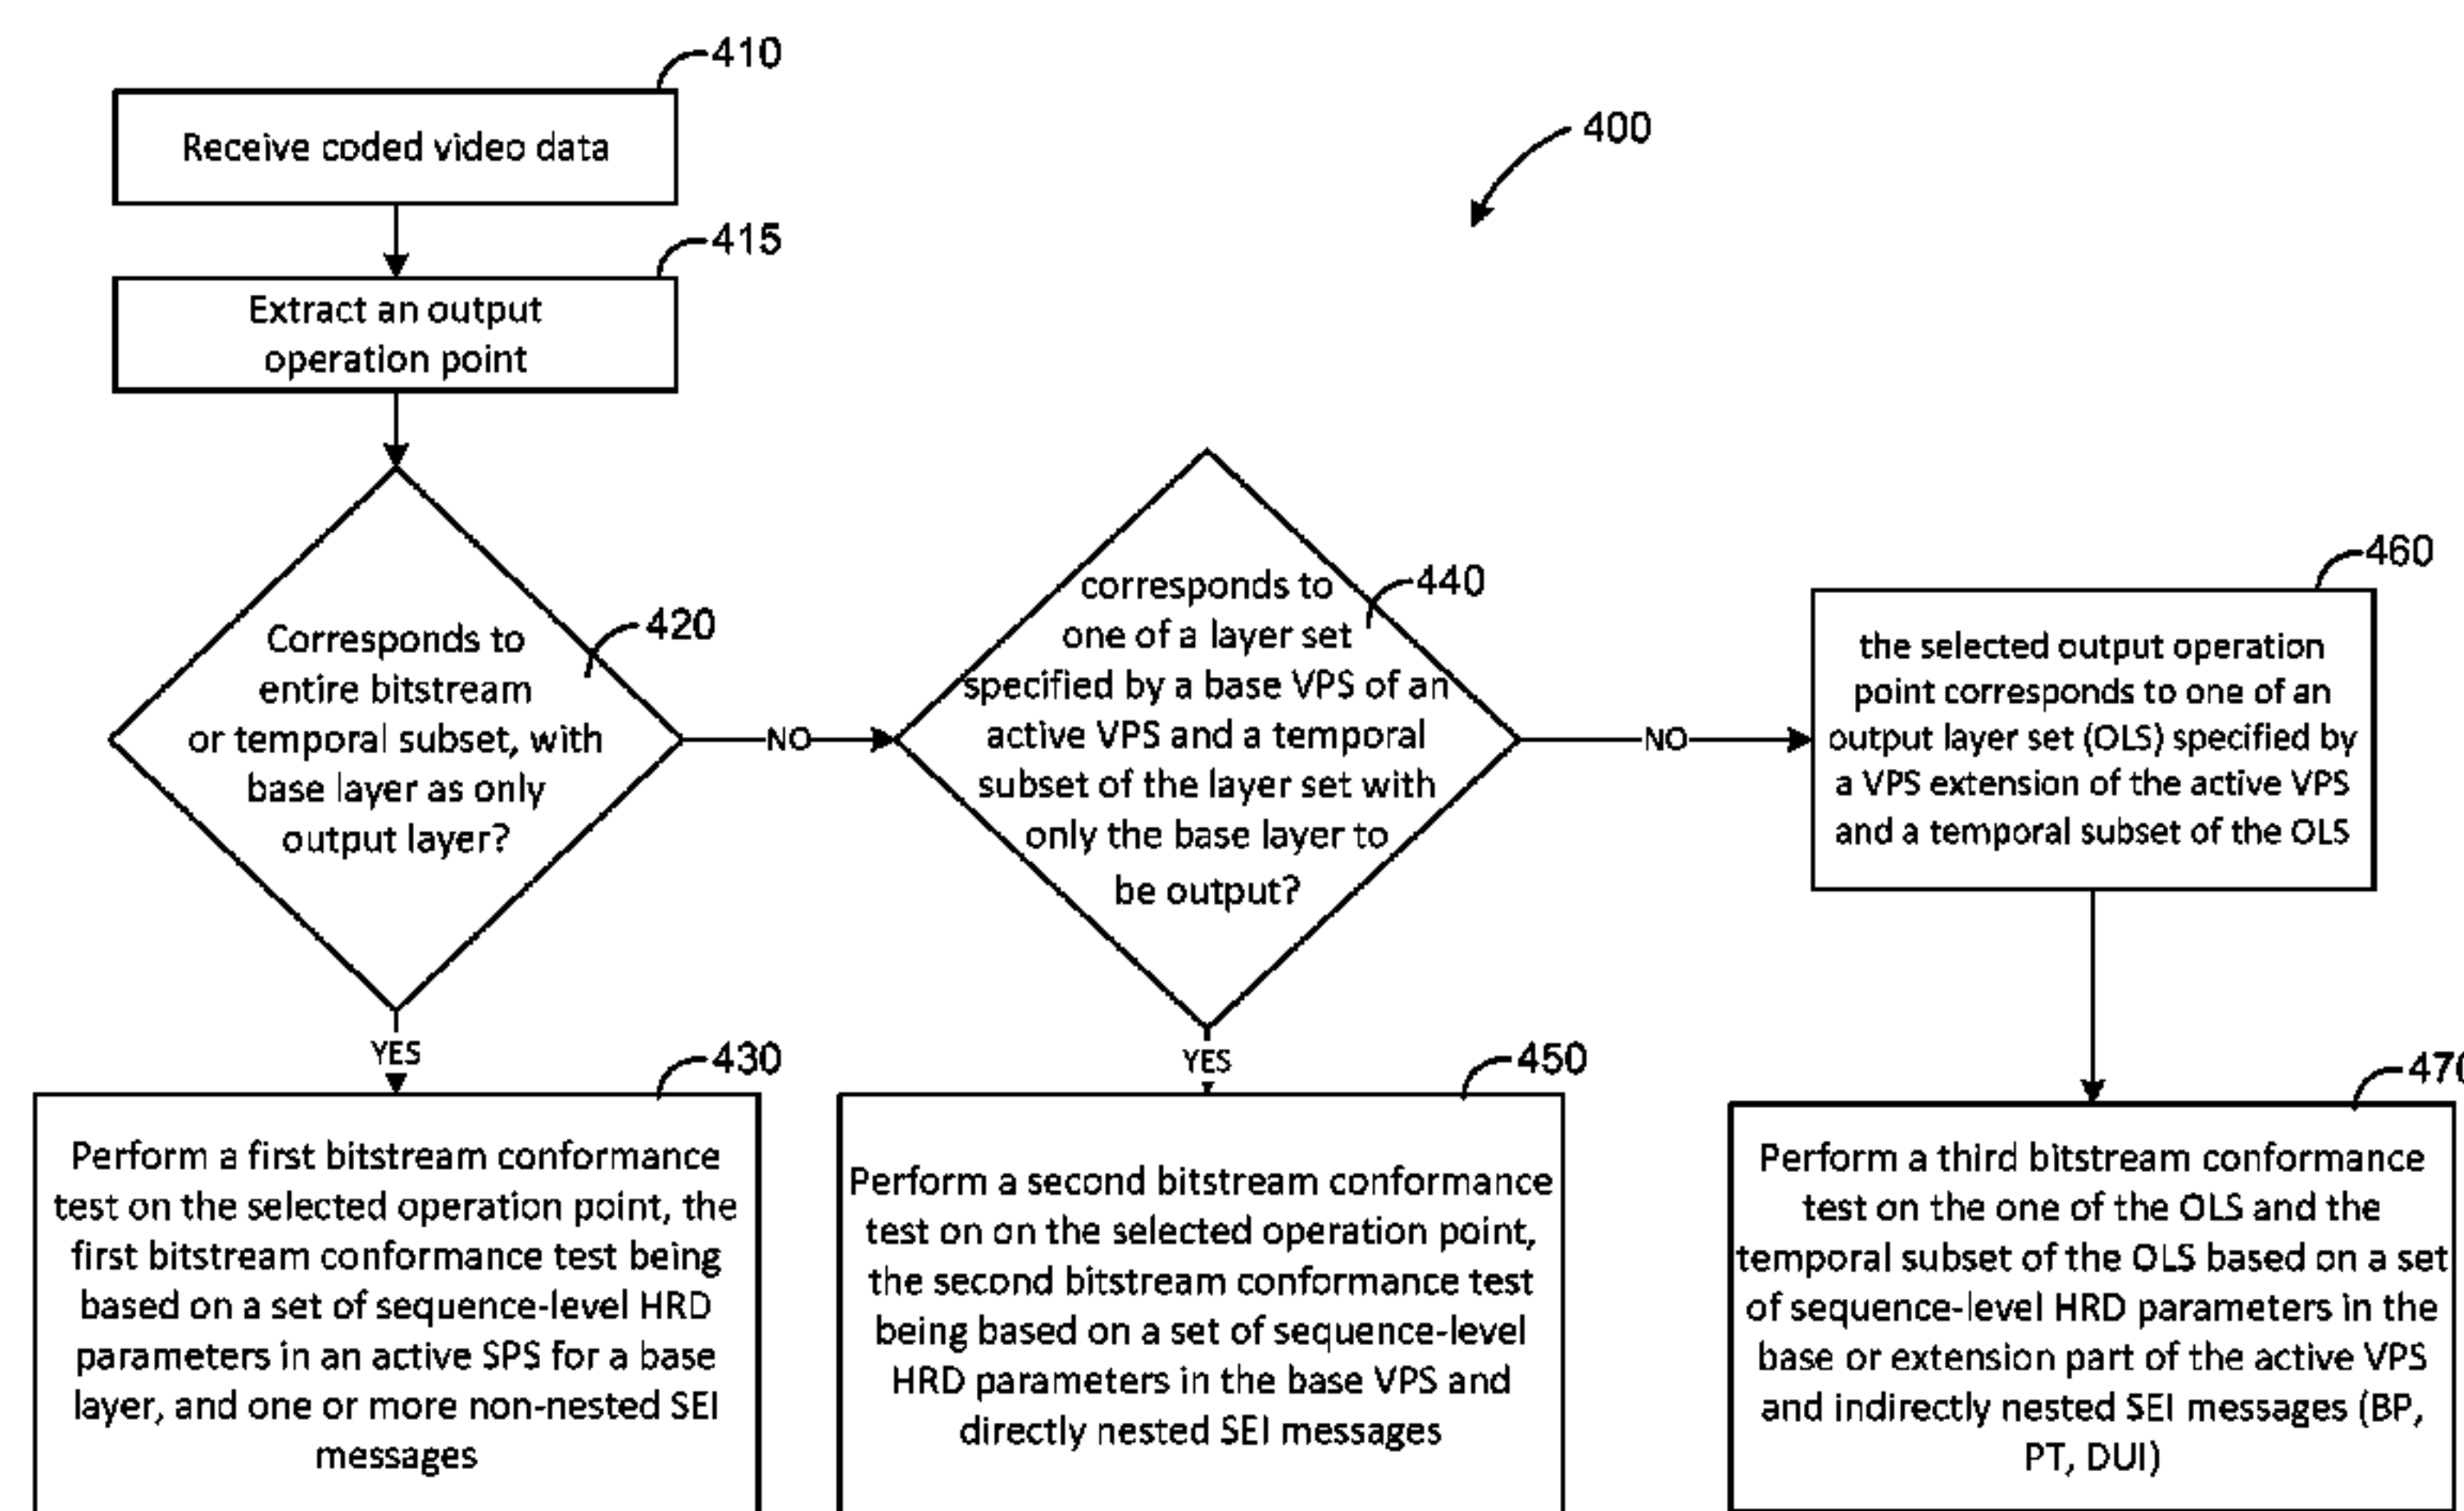 410
Receive coded video data
400
415
Extract an output
operation point
420
Corresponds to
entire bitstream
or temporal subset, with
base layer as only
output layer?
NO
440
corresponds to
one of a layer set
specified by a base VPS of an
active VPS and a temporal
subset of the layer set with
only the base layer to
be output?
NO
460
the selected output operation
point corresponds to one of an
output layer set (OLS) specified by
a VPS extension of the active VPS
and a temporal subset of the OLS
YES
430
Perform a first bitstream conformance
test on the selected operation point, the
first bitstream conformance test being
based on a set of sequence-level HRD
parameters in an active SPS for a base
layer, and one or more non-nested SEI
messages
YES
450
Perform a second bitstream conformance
test on on the selected operation point,
the second bitstream conformance test
being based on a set of sequence-level
HRD parameters in the base VPS and
directly nested SEI messages
470
Perform a third bitstream conformance
test on the one of the OLS and the
temporal subset of the OLS based on a set
of sequence-level HRD parameters in the
base or extension part of the active VPS
and indirectly nested SEI messages (BP,
PT, DUI)